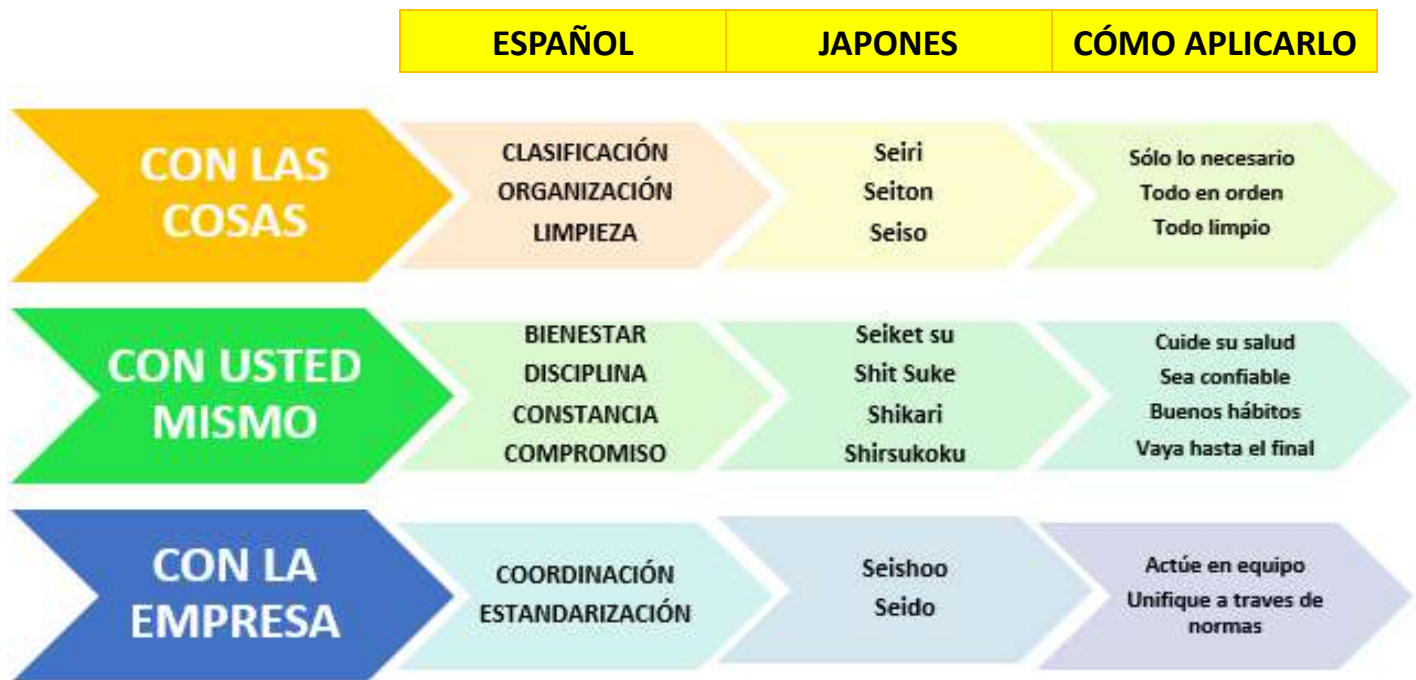 ESPAÑOL JAPONES CÓMO APLICARLO
CON LAS
COSAS
CLASIFICACIÓN
ORGANIZACIÓN
LIMPIEZA
Seiri
Seiton
Seiso
Sólo lo necesario
Todo en orden
Todo limpio
CON USTED
MISMO
BIENESTAR
DISCIPLINA
CONSTANCIA
COMPROMISO
Seiket su
Shit Suke
Shikari
Shirsukoku
Cuide su salud
Sea confiable
Buenos hábitos
Vaya hasta el final
CON LA
EMPRESA
COORDINACIÓN
ESTANDARIZACIÓN
Seishoo
Seido
Actúe en equipo
Unifique a traves de
normas